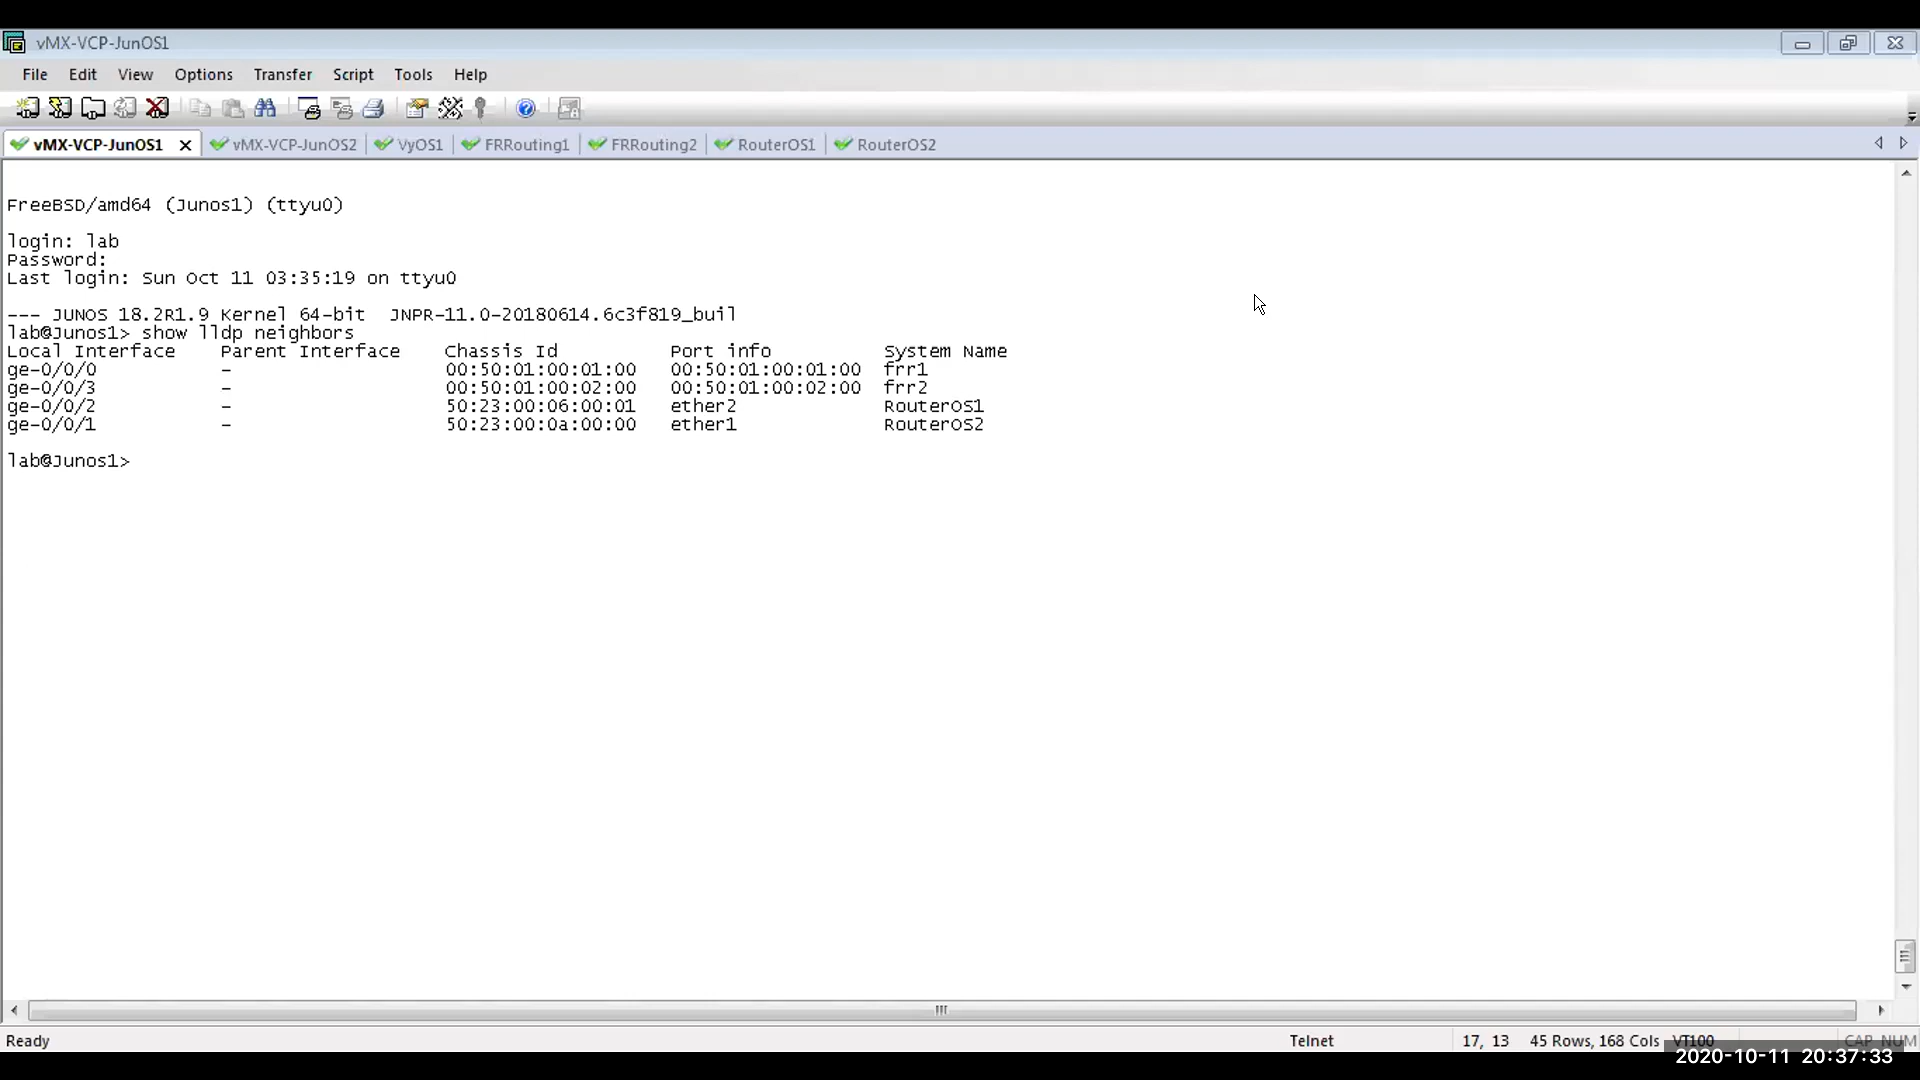 vMX-VCP-JunOS1
File Edit View Options Transfer Script Tools Help
vMX-VCP-JunOS1 vMX-VCP-JunOS2 VyOS1 FRRouting1 FRRouting2 RouterOS1 RouterOS2
FreeBSD/amd64 (Junos1) (ttyu0)
login: lab
Password:
Last login: Sun Oct 11 03:35:19 on ttyu0
--- JUNOS 18.2R1.9 Kernel 64-bit  JNPR-11.0-20180614.6c3f819_buil
lab@Junos1> show lldp neighbors
Local Interface    Parent Interface    Chassis Id          Port info          System Name
ge-0/0/0           -                   00:50:01:00:01:00   00:50:01:00:01:00  frr1
ge-0/0/3           -                   00:50:01:00:02:00   00:50:01:00:02:00  frr2
ge-0/0/2           -                   50:23:00:06:00:01   ether2             RouterOS1
ge-0/0/1           -                   50:23:00:0a:00:00   ether1             RouterOS2
lab@Junos1>
Ready Telnet 17, 13 45 Rows, 168 Cols VT100 CAP NUM
2020-10-11 20:37:33